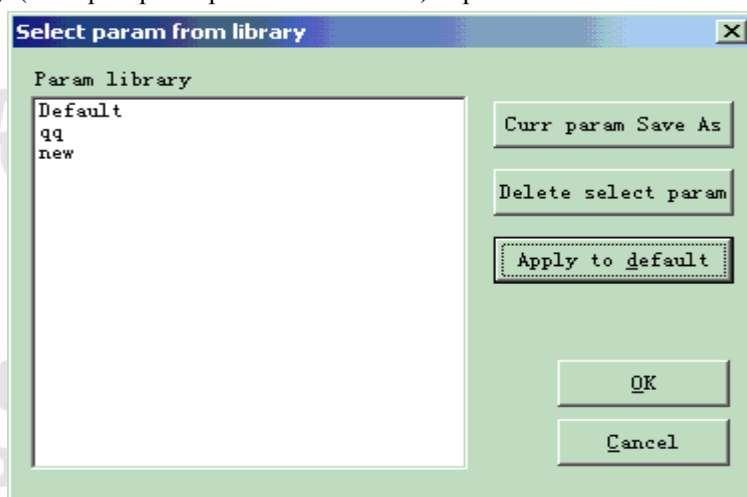 Select param from library
Param library
Default
qq
new
Curr param Save As
Delete select param
Apply to default
OK
Cancel